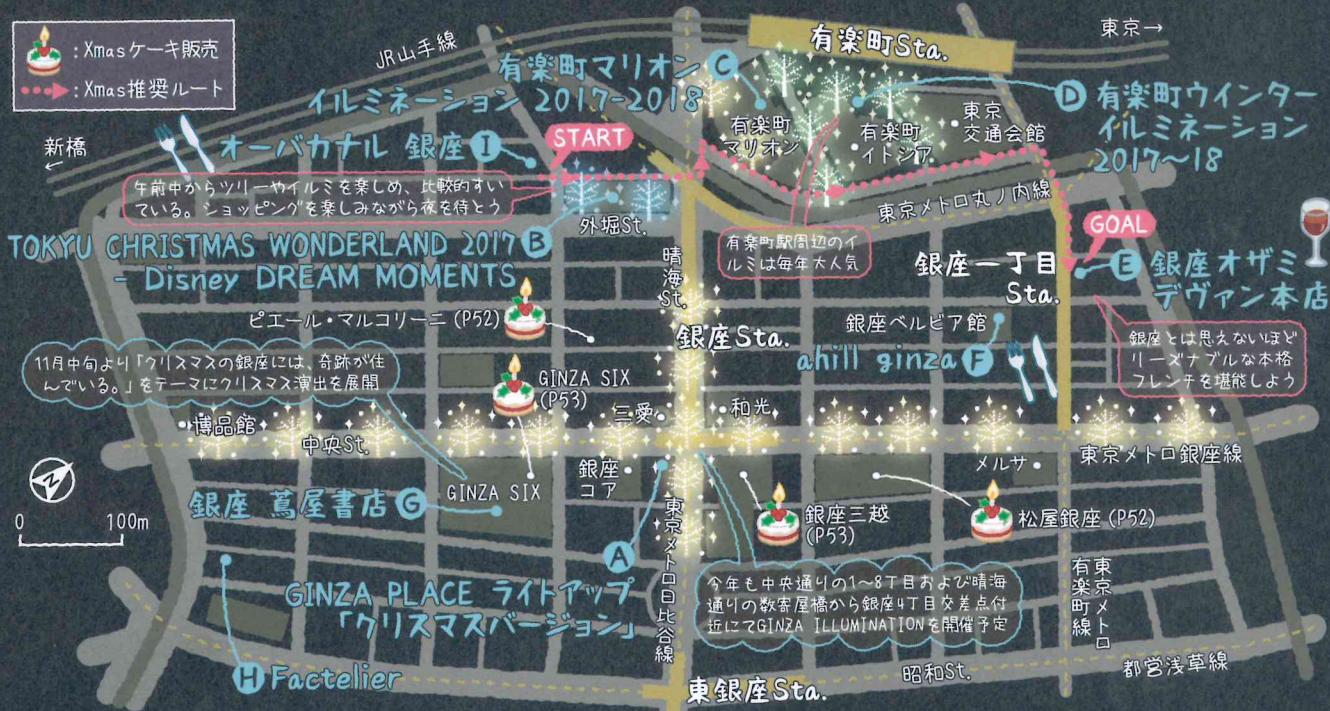 :Xmasケーキ販売
:Xmas推奨ルート
JR山手線
有楽町Sta.
東京→
新橋
←
有楽町マリオン C
イルミネーション 2017-2018
有楽町
マリオン
有楽町
イトシア
東京
交通会館
D 有楽町ウインター
イルミネーション
2017〜18
オーバカナル 銀座 I
START
午前中からツリーやイルミを楽しめ、比較的すい
ている。ショッピングを楽しみながら夜を待とう
外堀St.
東京メトロ丸ノ内線
TOKYU CHRISTMAS WONDERLAND 2017 B
- Disney DREAM MOMENTS
有楽町駅周辺のイ
ルミは毎年大人気
GOAL
銀座一丁目
Sta.
E 銀座オザミ
デヴァン本店
晴海St.
ピエール・マルコリーニ (P52)
銀座Sta.
銀座ベルビア館
ahill ginza F
銀座とは思えないほど
リーズナブルな本格
フレンチを堪能しよう
11月中旬より「クリスマスの銀座には、奇跡が住
んでいる。」をテーマにクリスマス演出を展開
GINZA SIX
(P53)
三愛
和光
博品館
中央St.
東京メトロ銀座線
銀座
コア
メルサ
GINZA SIX
銀座 蔦屋書店 G
0 100m
銀座三越
(P53)
松屋銀座 (P52)
A
GINZA PLACE ライトアップ
「クリスマスバージョン」
東京メトロ日比谷線
今年も中央通りの1〜8丁目および晴海
通りの数寄屋橋から銀座4丁目交差点付
近にてGINZA ILLUMINATIONを開催予定
東京メトロ
有楽町線
H Factelier
東銀座Sta.
昭和St.
都営浅草線